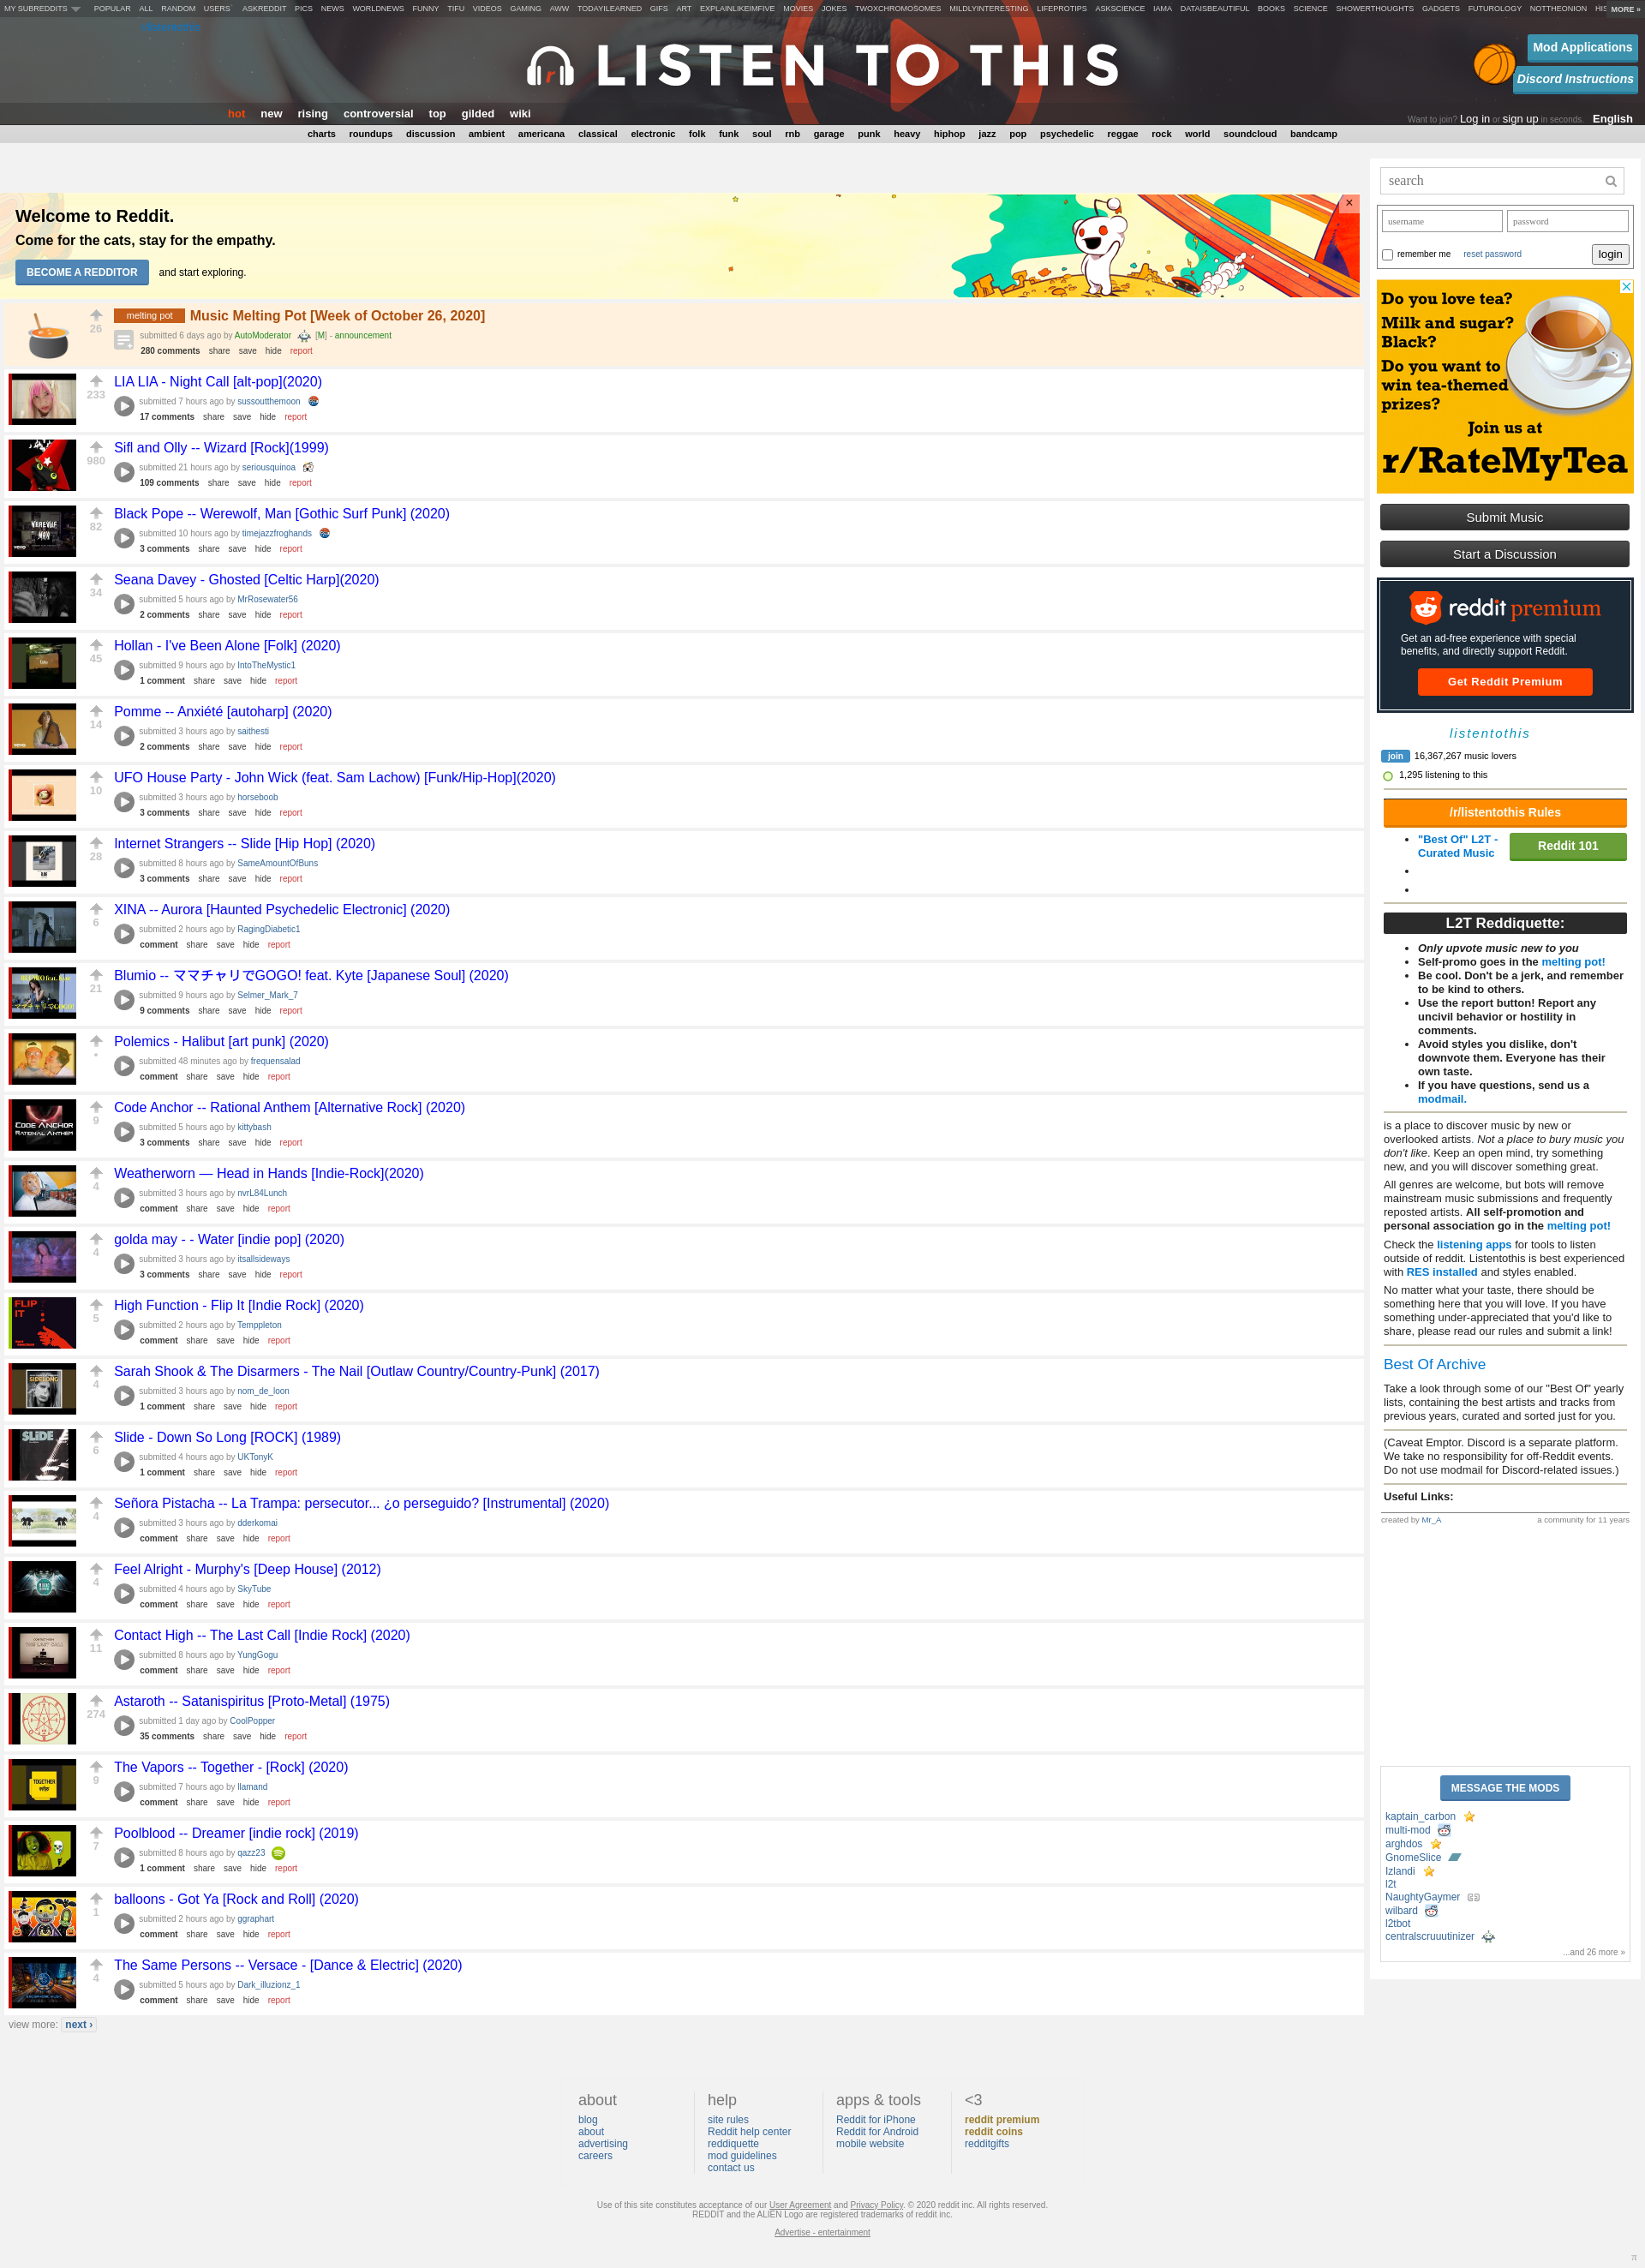 MY SUBREDDITS POPULAR ALL RANDOM USERS ASKREDDIT PICS NEWS WORLDNEWS FUNNY TIFU VIDEOS GAMING AWW TODAYILEARNED GIFS ART EXPLAINLIKEIMFIVE MOVIES JOKES TWOXCHROMOSOMES MILDLYINTERESTING LIFEPROTIPS ASKSCIENCE IAMA DATAISBEAUTIFUL BOOKS SCIENCE SHOWERTHOUGHTS GADGETS FUTUROLOGY NOTTHEONION HIS MORE »
LISTEN TO THIS
Mod Applications
Discord Instructions
hot new rising controversial top gilded wiki
Want to join? Log in or sign up in seconds. English
charts roundups discussion ambient americana classical electronic folk funk soul rnb garage punk heavy hiphop jazz pop psychedelic reggae rock world soundcloud bandcamp
Welcome to Reddit.
Come for the cats, stay for the empathy.
BECOME A REDDITOR and start exploring.
×
26
melting pot Music Melting Pot [Week of October 26, 2020]
submitted 6 days ago by AutoModerator [M] - announcement
280 comments share save hide report
233
LIA LIA - Night Call [alt-pop](2020)
submitted 7 hours ago by sussoutthemoon
17 comments share save hide report
980
Sifl and Olly -- Wizard [Rock](1999)
submitted 21 hours ago by seriousquinoa
109 comments share save hide report
82
Black Pope -- Werewolf, Man [Gothic Surf Punk] (2020)
submitted 10 hours ago by timejazzfroghands
3 comments share save hide report
34
Seana Davey - Ghosted [Celtic Harp](2020)
submitted 5 hours ago by MrRosewater56
2 comments share save hide report
45
Hollan - I've Been Alone [Folk] (2020)
submitted 9 hours ago by IntoTheMystic1
1 comment share save hide report
14
Pomme -- Anxiété [autoharp] (2020)
submitted 3 hours ago by saithesti
2 comments share save hide report
10
UFO House Party - John Wick (feat. Sam Lachow) [Funk/Hip-Hop](2020)
submitted 3 hours ago by horseboob
3 comments share save hide report
28
Internet Strangers -- Slide [Hip Hop] (2020)
submitted 8 hours ago by SameAmountOfBuns
3 comments share save hide report
6
XINA -- Aurora [Haunted Psychedelic Electronic] (2020)
submitted 2 hours ago by RagingDiabetic1
comment share save hide report
21
Blumio -- ママチャリでGOGO! feat. Kyte [Japanese Soul] (2020)
submitted 9 hours ago by Selmer_Mark_7
9 comments share save hide report
•
Polemics - Halibut [art punk] (2020)
submitted 48 minutes ago by frequensalad
comment share save hide report
CODE ANCHOR
RATIONAL ANTHEM
9
Code Anchor -- Rational Anthem [Alternative Rock] (2020)
submitted 5 hours ago by kittybash
3 comments share save hide report
4
Weatherworn — Head in Hands [Indie-Rock](2020)
submitted 3 hours ago by nvrL84Lunch
comment share save hide report
4
golda may - - Water [indie pop] (2020)
submitted 3 hours ago by itsallsideways
3 comments share save hide report
FLIP
IT
5
High Function - Flip It [Indie Rock] (2020)
submitted 2 hours ago by Temppleton
comment share save hide report
4
Sarah Shook & The Disarmers - The Nail [Outlaw Country/Country-Punk] (2017)
submitted 3 hours ago by nom_de_loon
1 comment share save hide report
SLIDE
6
Slide - Down So Long [ROCK] (1989)
submitted 4 hours ago by UKTonyK
1 comment share save hide report
4
Señora Pistacha -- La Trampa: persecutor... ¿o perseguido? [Instrumental] (2020)
submitted 3 hours ago by dderkomai
comment share save hide report
4
Feel Alright - Murphy's [Deep House] (2012)
submitted 4 hours ago by SkyTube
comment share save hide report
11
Contact High -- The Last Call [Indie Rock] (2020)
submitted 8 hours ago by YungGogu
comment share save hide report
274
Astaroth -- Satanispiritus [Proto-Metal] (1975)
submitted 1 day ago by CoolPopper
35 comments share save hide report
TOGETHER
9
The Vapors -- Together - [Rock] (2020)
submitted 7 hours ago by llamand
comment share save hide report
7
Poolblood -- Dreamer [indie rock] (2019)
submitted 8 hours ago by qazz23
1 comment share save hide report
1
balloons - Got Ya [Rock and Roll] (2020)
submitted 2 hours ago by ggraphart
comment share save hide report
4
The Same Persons -- Versace - [Dance & Electric] (2020)
submitted 5 hours ago by Dark_illuzionz_1
comment share save hide report
view more: next ›
search
username password
remember me reset password login
Do you love tea?
Milk and sugar?
Black?
Do you want to
win tea-themed
prizes?
Join us at
r/RateMyTea
Submit Music
Start a Discussion
reddit premium
Get an ad-free experience with special
benefits, and directly support Reddit.
Get Reddit Premium
listentothis
join 16,367,267 music lovers
1,295 listening to this
/r/listentothis Rules
"Best Of" L2T -
Curated Music
Reddit 101
L2T Reddiquette:
Only upvote music new to you
Self-promo goes in the melting pot!
Be cool. Don't be a jerk, and remember
to be kind to others.
Use the report button! Report any
uncivil behavior or hostility in
comments.
Avoid styles you dislike, don't
downvote them. Everyone has their
own taste.
If you have questions, send us a
modmail.
is a place to discover music by new or
overlooked artists. Not a place to bury music you
don't like. Keep an open mind, try something
new, and you will discover something great.
All genres are welcome, but bots will remove
mainstream music submissions and frequently
reposted artists. All self-promotion and
personal association go in the melting pot!
Check the listening apps for tools to listen
outside of reddit. Listentothis is best experienced
with RES installed and styles enabled.
No matter what your taste, there should be
something here that you will love. If you have
something under-appreciated that you'd like to
share, please read our rules and submit a link!
Best Of Archive
Take a look through some of our "Best Of" yearly
lists, containing the best artists and tracks from
previous years, curated and sorted just for you.
(Caveat Emptor. Discord is a separate platform.
We take no responsibility for off-Reddit events.
Do not use modmail for Discord-related issues.)
Useful Links:
created by Mr_A a community for 11 years
MESSAGE THE MODS
kaptain_carbon
multi-mod
arghdos
GnomeSlice
Izlandi
l2t
NaughtyGaymer
wilbard
l2tbot
centralscruuutinizer
...and 26 more »
about
blog
about
advertising
careers
help
site rules
Reddit help center
reddiquette
mod guidelines
contact us
apps & tools
Reddit for iPhone
Reddit for Android
mobile website
<3
reddit premium
reddit coins
redditgifts
Use of this site constitutes acceptance of our User Agreement and Privacy Policy. © 2020 reddit inc. All rights reserved.
REDDIT and the ALIEN Logo are registered trademarks of reddit inc.
Advertise - entertainment
π